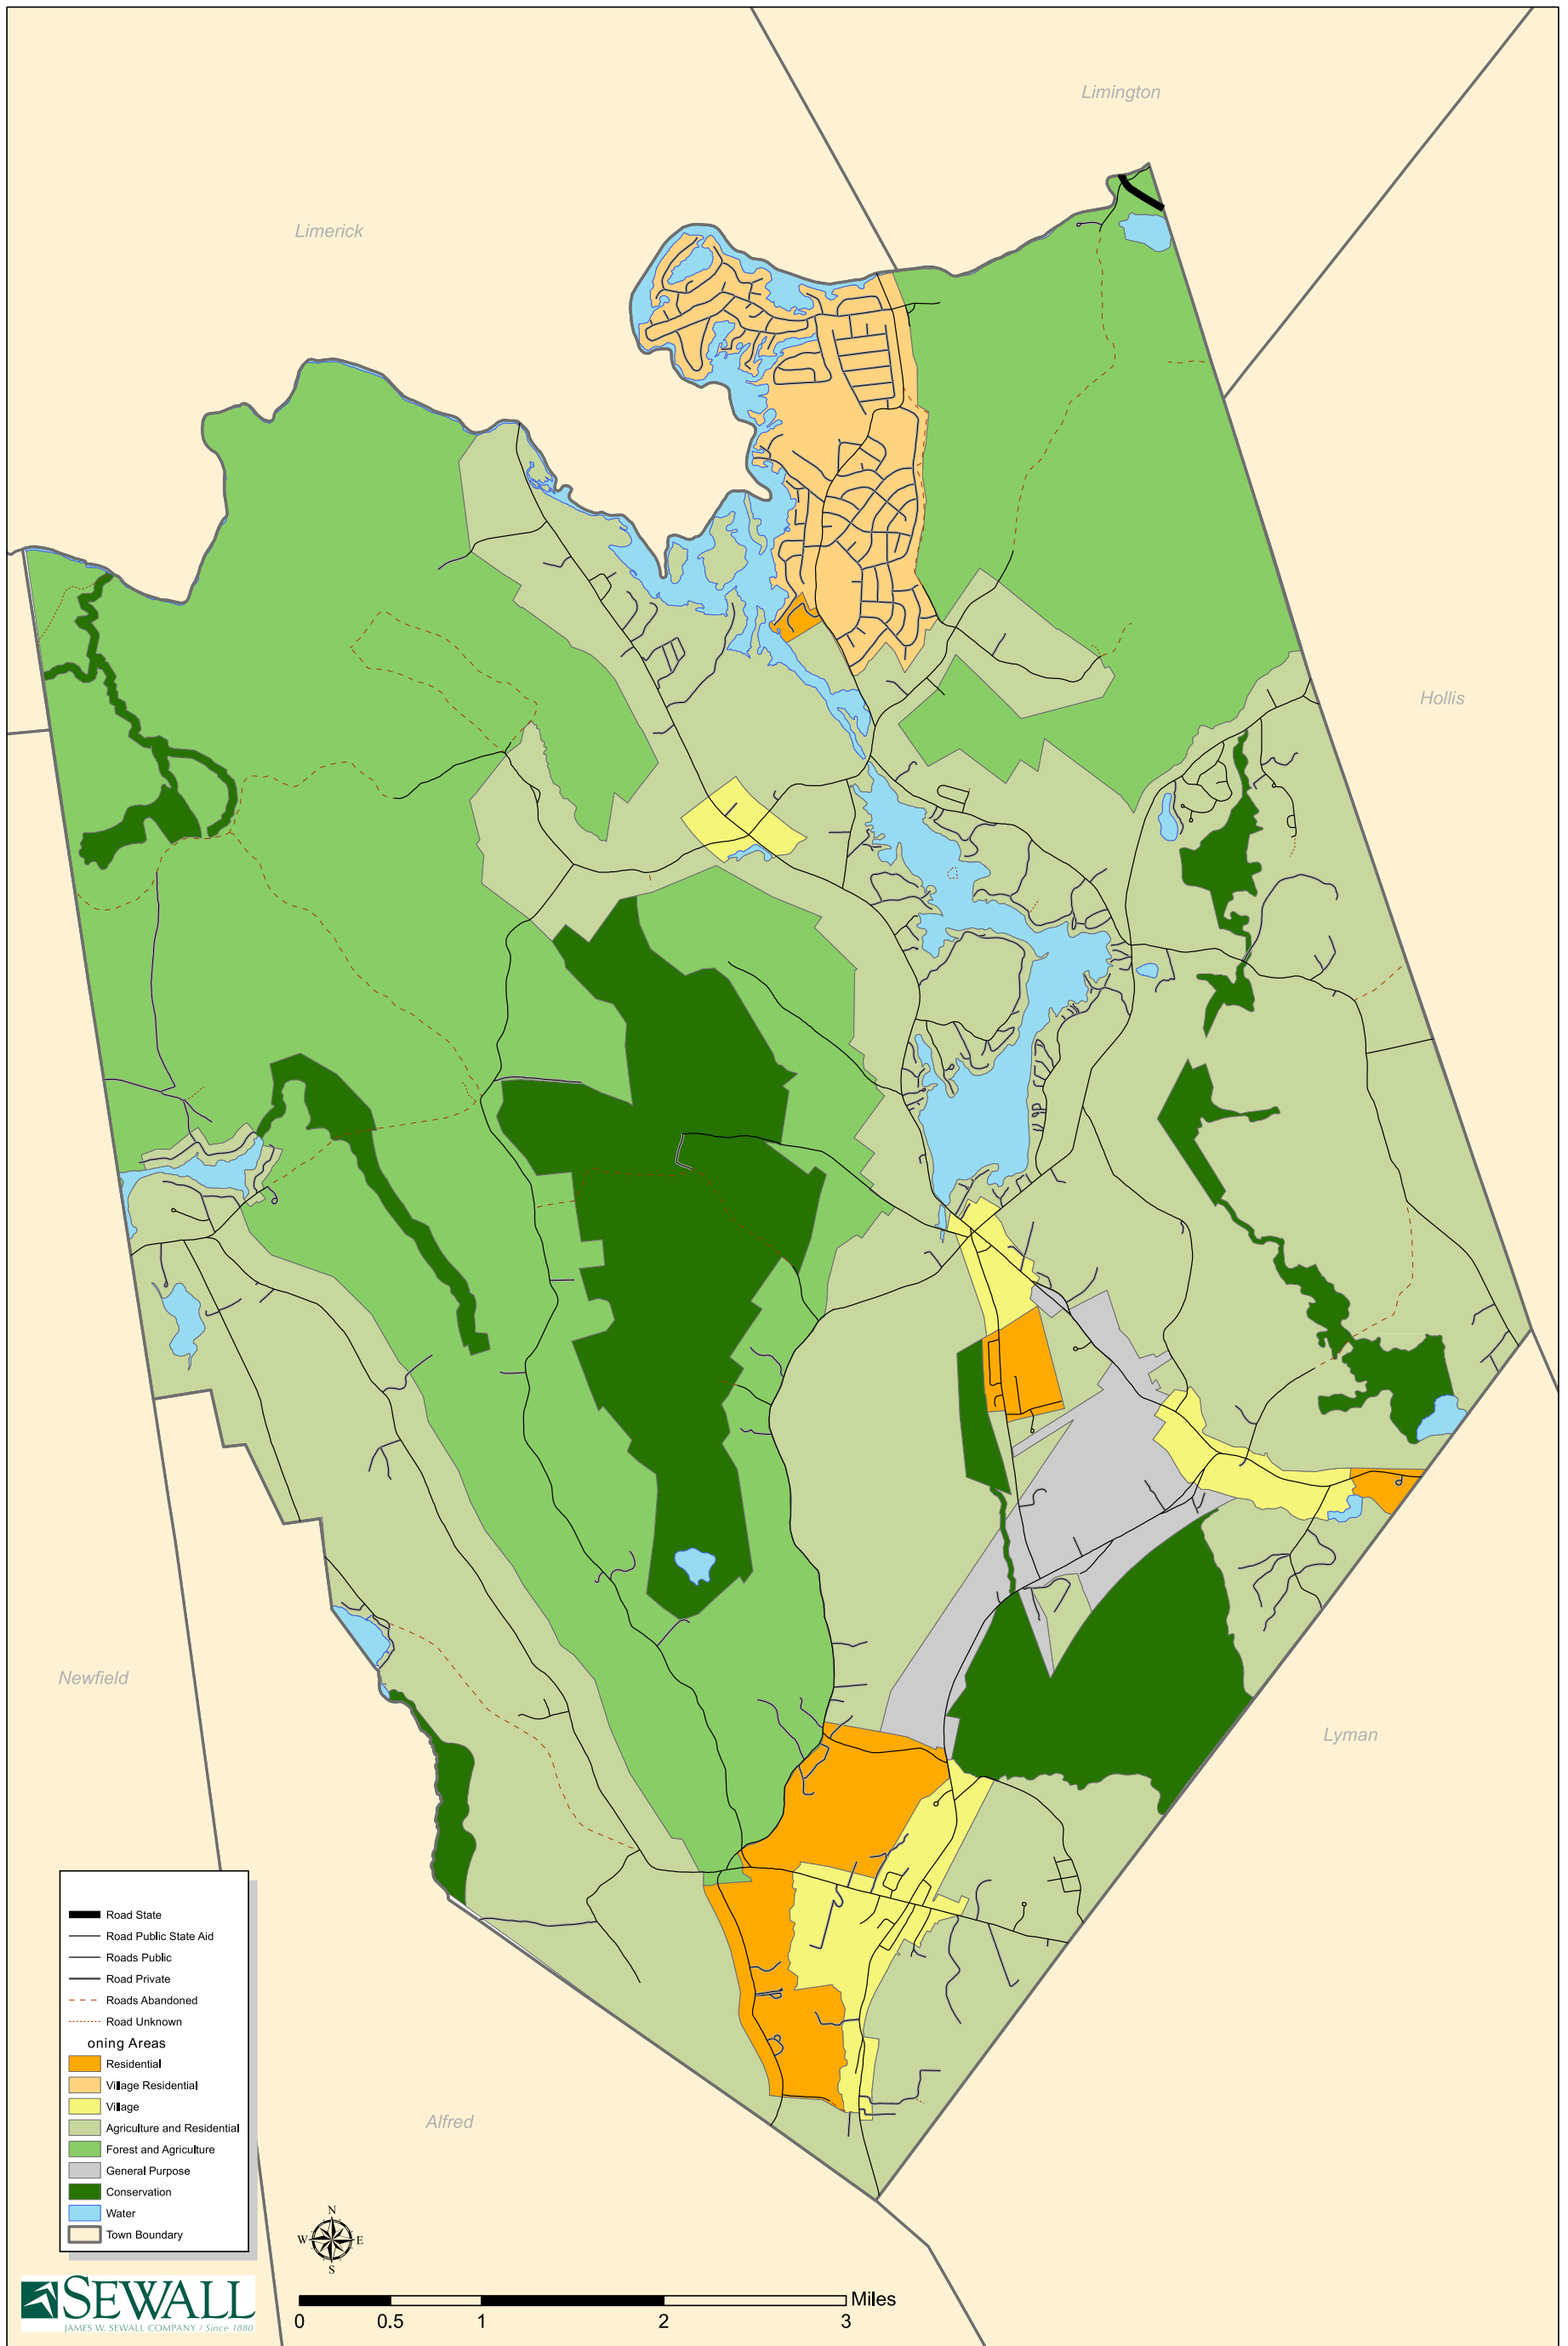 Limington
Limerick
Hollis
Newfield
Lyman
Alfred
Road State
Road Public State Aid
Roads Public
Road Private
Roads Abandoned
Road Unknown
oning Areas
Residential
Village Residential
Village
Agriculture and Residential
Forest and Agriculture
General Purpose
Conservation
Water
Town Boundary
N
W E
S
SEWALL
JAMES W. SEWALL COMPANY / Since 1880
Miles
0 0.5 1 2 3